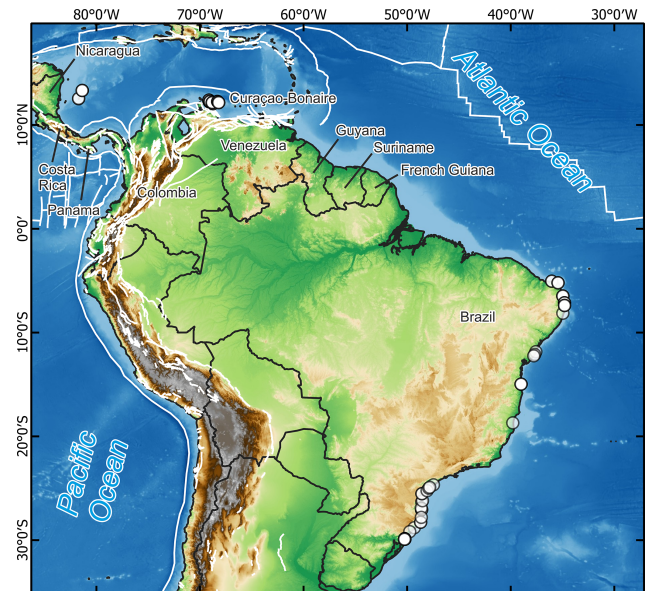 80°0'W 70°0'W 60°0'W 50°0'W 40°0'W 30°0'W
Nicaragua
Atlantic Ocean
Curaçao Bonaire
10°0'N
Guyana
Venezuela
Suriname
Costa
Rica
French Guiana
Colombia
Panama
0°0'
Brazil
10°0'S
20°0'S
Pacific
Ocean
30°0'S